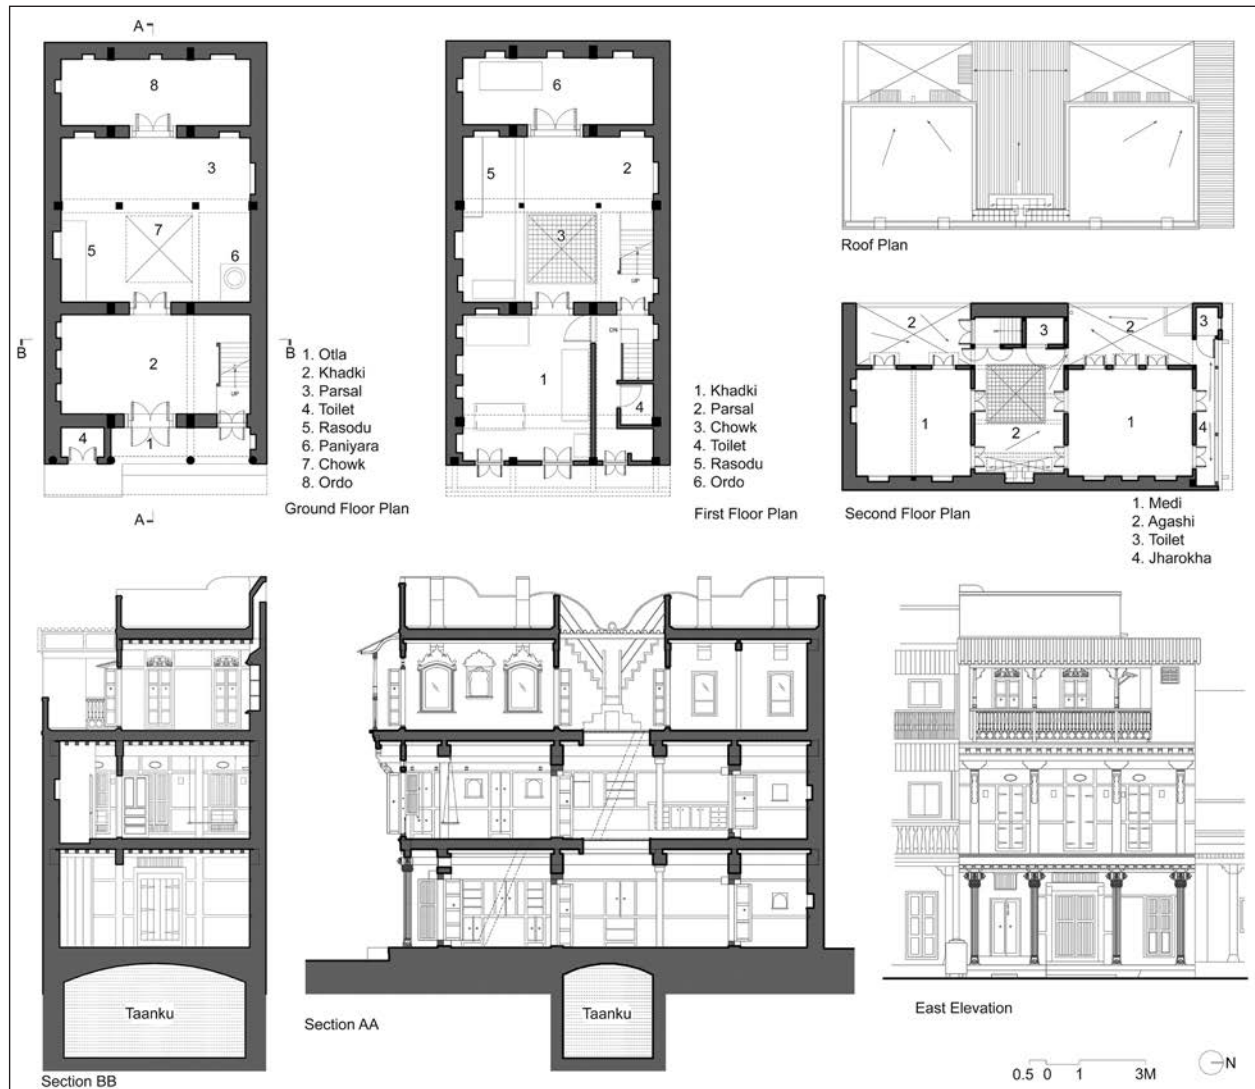 A
8
3
7
5
6
2
UP
4
1
B
B
A
1. Otla
2. Khadki
3. Parsal
4. Toilet
5. Rasodu
6. Paniyara
7. Chowk
8. Ordo
Ground Floor Plan
6
5
2
3
UP
DN
1
4
1. Khadki
2. Parsal
3. Chowk
4. Toilet
5. Rasodu
6. Ordo
First Floor Plan
Roof Plan
2
3
2
3
1
2
1
4
Second Floor Plan
1. Medi
2. Agashi
3. Toilet
4. Jharokha
Taanku
Section BB
Taanku
Section AA
East Elevation
0.5 0 1 3M
N